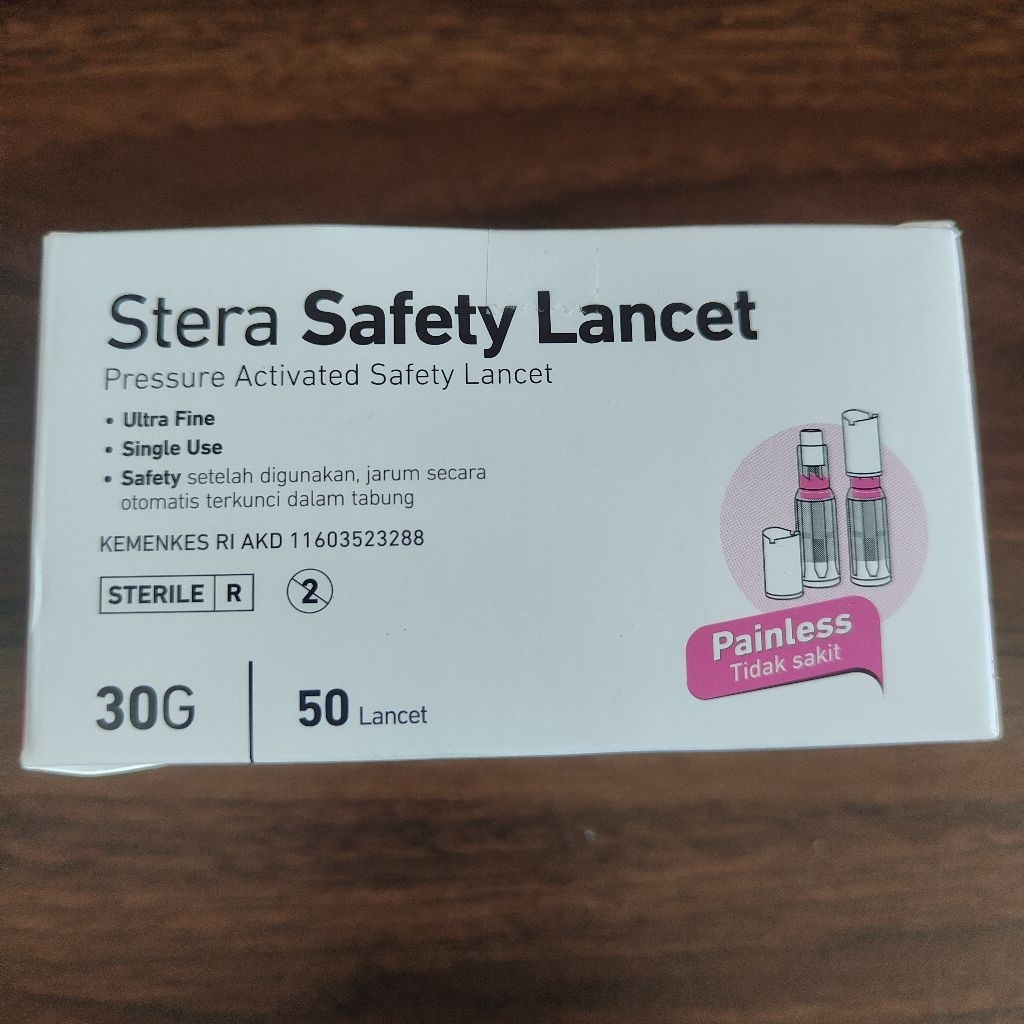 Stera Safety Lancet
Pressure Activated Safety Lancet
• Ultra Fine
• Single Use
• Safety setelah digunakan, jarum secara
otomatis terkunci dalam tabung
KEMENKES RI AKD 11603523288
STERILE R
2
Painless
Tidak sakit
30G
50 Lancet